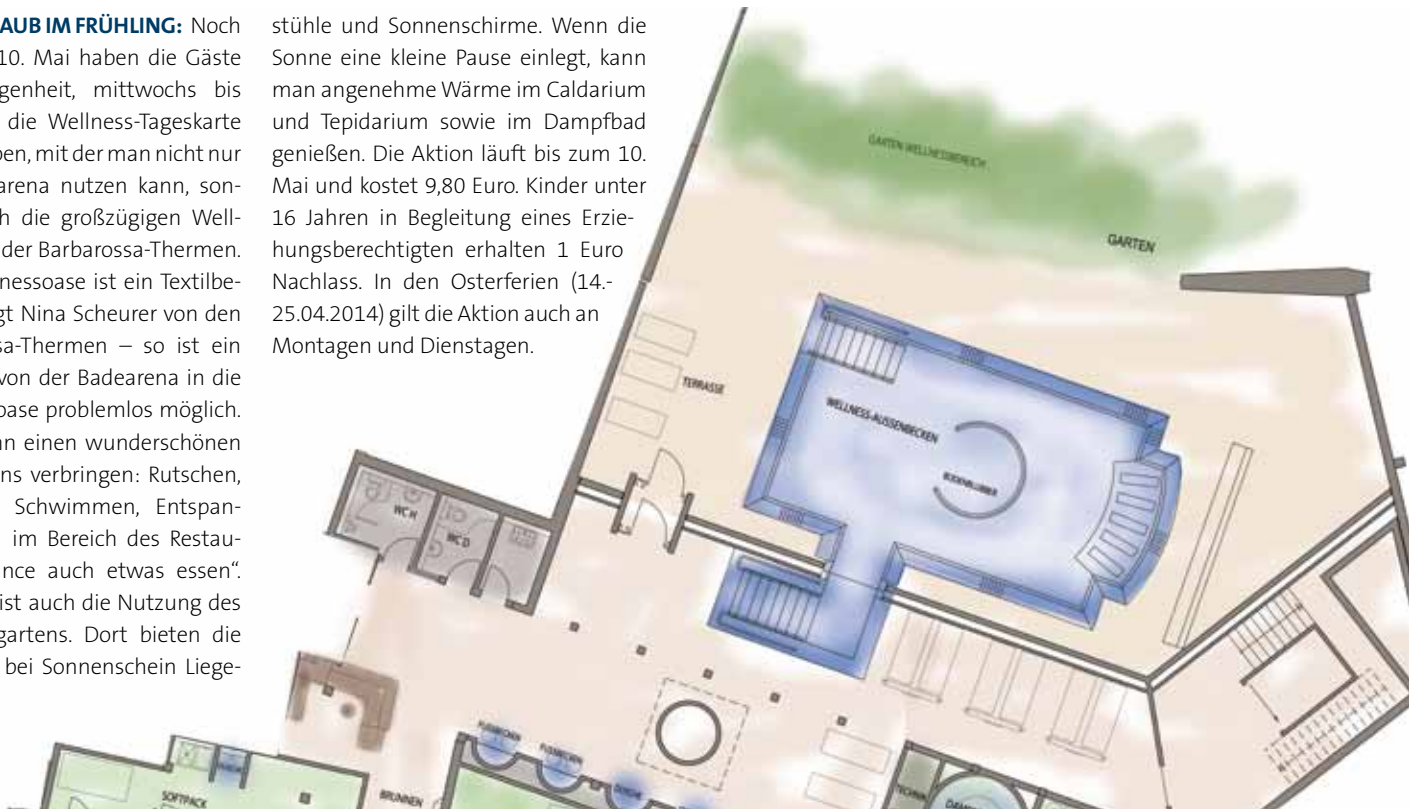 AUB IM FRÜHLING: Noch
10. Mai haben die Gäste
genheit, mittwochs bis
die Wellness-Tageskarte
ben, mit der man nicht nur
arena nutzen kann, son-
h die großzügigen Well-
der Barbarossa-Thermen.
nessoase ist ein Textilbe-
gt Nina Scheurer von den
sa-Thermen – so ist ein
von der Badearena in die
oase problemlos möglich.
nn einen wunderschönen
ns verbringen: Rutschen,
Schwimmen, Entspan-
im Bereich des Restau-
nce auch etwas essen“.
ist auch die Nutzung des
gartens. Dort bieten die
bei Sonnenschein Liege-
stühle und Sonnenschirme. Wenn die
Sonne eine kleine Pause einlegt, kann
man angenehme Wärme im Caldarium
und Tepidarium sowie im Dampfbad
genießen. Die Aktion läuft bis zum 10.
Mai und kostet 9,80 Euro. Kinder unter
16 Jahren in Begleitung eines Erzie-
hungsberechtigten erhalten 1 Euro
Nachlass. In den Osterferien (14.-
25.04.2014) gilt die Aktion auch an
Montagen und Dienstagen.
GARTEN WELLNESSBEREICH
GARTEN
TERRASSE
WELLNESS-AUSSENBECKEN
BODENBLUBBER
WC H
WC D
FUSSBECKEN
FUSSBECKEN
DUSCHE
SOFTPACK
BRUNNEN
TECHNIK